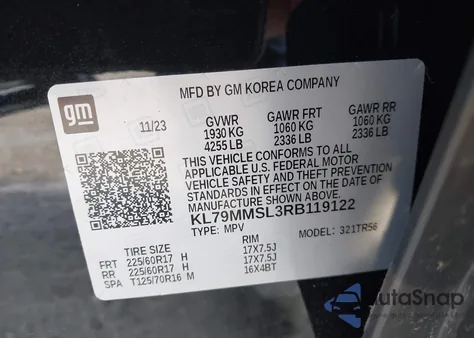 MFD BY GM KOREA COMPANY
gm
11/23
GVWR GAWR FRT GAWR RR
1930 KG 1060 KG 1060 KG
4255 LB 2336 LB 2336 LB
THIS VEHICLE CONFORMS TO ALL
APPLICABLE U.S. FEDERAL MOTOR
VEHICLE SAFETY AND THEFT PREVENTION
STANDARDS IN EFFECT ON THE DATE OF
MANUFACTURE SHOWN ABOVE.
KL79MMSL3RB119122
TYPE: MPV MODEL: 321TR56
TIRE SIZE RIM
FRT 225/60R17 H 17X7.5J
RR 225/60R17 H 17X7.5J
SPA T125/70R16 M 16X4BT
AutaSnap